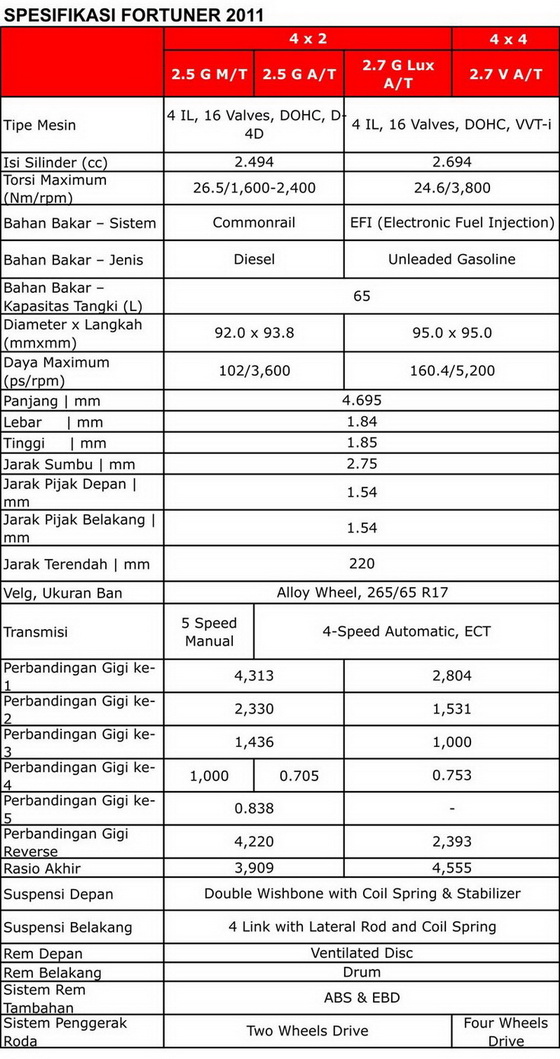 SPESIFIKASI FORTUNER 2011
4 x 2 4 x 4
2.5 G M/T 2.5 G A/T 2.7 G Lux A/T 2.7 V A/T
Tipe Mesin 4 IL, 16 Valves, DOHC, D-4D 4 IL, 16 Valves, DOHC, VVT-i
Isi Silinder (cc) 2.494 2.694
Torsi Maximum (Nm/rpm) 26.5/1,600-2,400 24.6/3,800
Bahan Bakar – Sistem Commonrail EFI (Electronic Fuel Injection)
Bahan Bakar – Jenis Diesel Unleaded Gasoline
Bahan Bakar – Kapasitas Tangki (L) 65
Diameter x Langkah (mmxmm) 92.0 x 93.8 95.0 x 95.0
Daya Maximum (ps/rpm) 102/3,600 160.4/5,200
Panjang | mm 4.695
Lebar | mm 1.84
Tinggi | mm 1.85
Jarak Sumbu | mm 2.75
Jarak Pijak Depan | mm 1.54
Jarak Pijak Belakang | mm 1.54
Jarak Terendah | mm 220
Velg, Ukuran Ban Alloy Wheel, 265/65 R17
Transmisi 5 Speed Manual 4-Speed Automatic, ECT
Perbandingan Gigi ke-1 4,313 2,804
Perbandingan Gigi ke-2 2,330 1,531
Perbandingan Gigi ke-3 1,436 1,000
Perbandingan Gigi ke-4 1,000 0.705 0.753
Perbandingan Gigi ke-5 0.838 -
Perbandingan Gigi Reverse 4,220 2,393
Rasio Akhir 3,909 4,555
Suspensi Depan Double Wishbone with Coil Spring & Stabilizer
Suspensi Belakang 4 Link with Lateral Rod and Coil Spring
Rem Depan Ventilated Disc
Rem Belakang Drum
Sistem Rem Tambahan ABS & EBD
Sistem Penggerak Roda Two Wheels Drive Four Wheels Drive